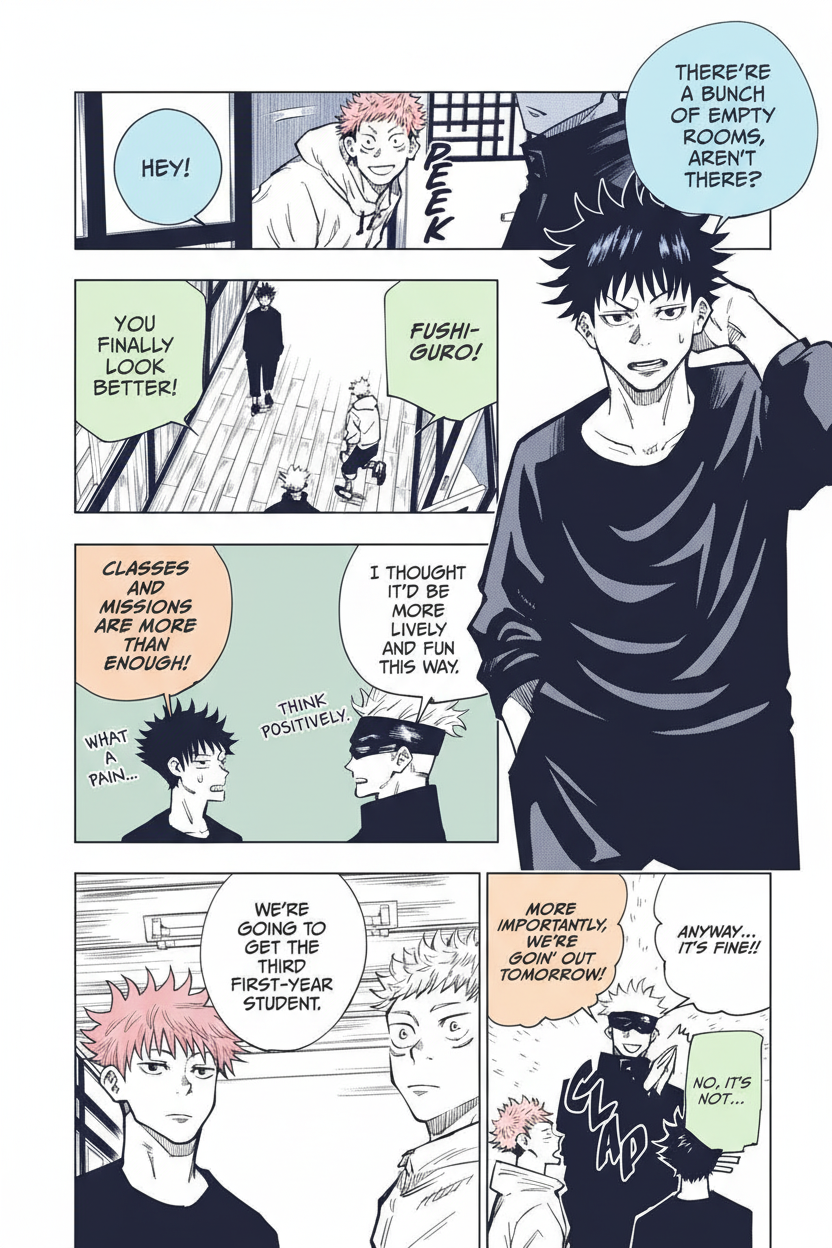 THERE'RE
A BUNCH
OF EMPTY
ROOMS,
AREN'T
THERE?
PEEK
HEY!
FUSHI-
GURO!
YOU
FINALLY
LOOK
BETTER!
I THOUGHT
IT'D BE
MORE
LIVELY
AND FUN
THIS WAY.
THINK
POSITIVELY.
CLASSES
AND
MISSIONS
ARE MORE
THAN
ENOUGH!
WHAT
A
PAIN...
ANYWAY...
IT'S FINE!!
MORE
IMPORTANTLY,
WE'RE
GOIN' OUT
TOMORROW!
NO, IT'S
NOT...
CLAP
WE'RE
GOING TO
GET THE
THIRD
FIRST-YEAR
STUDENT.